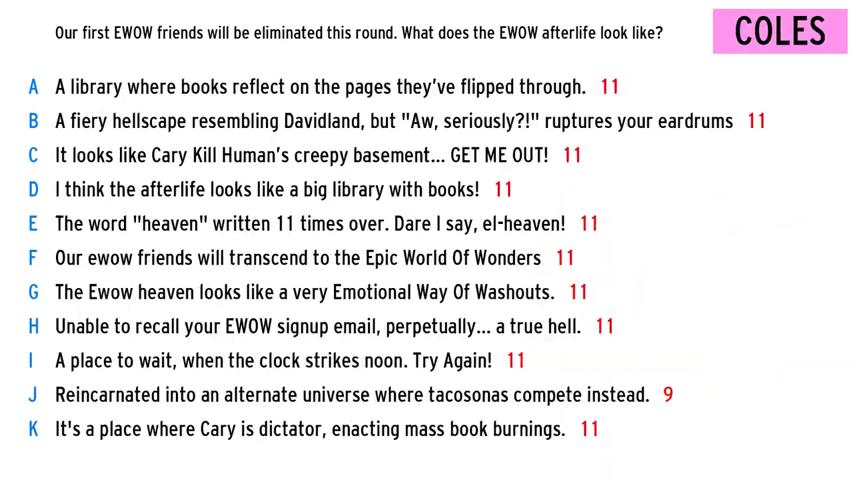 Our first EWOW friends will be eliminated this round. What does the EWOW afterlife look like?
COLES
A A library where books reflect on the pages they've flipped through. 11
B A fiery hellscape resembling Davidland, but "Aw, seriously?!" ruptures your eardrums 11
C It looks like Cary Kill Human's creepy basement... GET ME OUT! 11
D I think the afterlife looks like a big library with books! 11
E The word "heaven" written 11 times over. Dare I say, el-heaven! 11
F Our ewow friends will transcend to the Epic World Of Wonders 11
G The Ewow heaven looks like a very Emotional Way Of Washouts. 11
H Unable to recall your EWOW signup email, perpetually... a true hell. 11
I A place to wait, when the clock strikes noon. Try Again! 11
J Reincarnated into an alternate universe where tacosonas compete instead. 9
K It's a place where Cary is dictator, enacting mass book burnings. 11